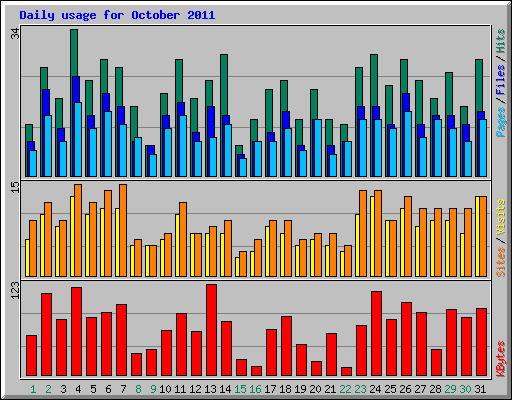 Daily usage for October 2011
34
15
123
Pages / Files / Hits
Sites / Visits
KBytes
1 2 3 4 5 6 7 8 9 10 11 12 13 14 15 16 17 18 19 20 21 22 23 24 25 26 27 28 29 30 31